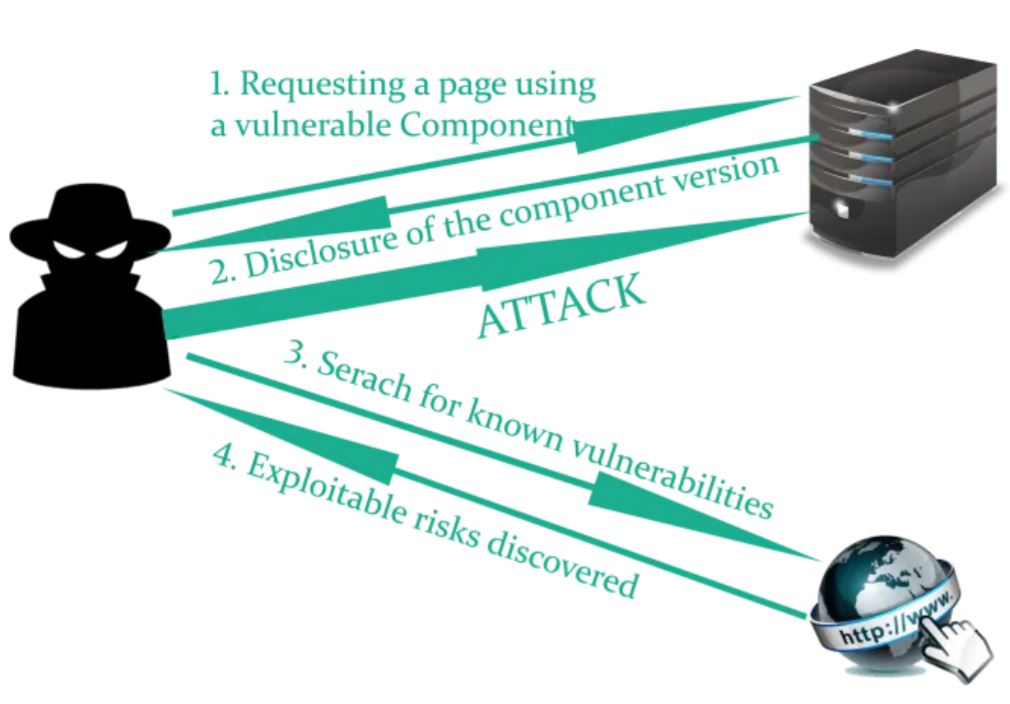 1. Requesting a page using
a vulnerable Component
2. Disclosure of the component version
ATTACK
3. Serach for known vulnerabilities
4. Exploitable risks discovered
http://www.